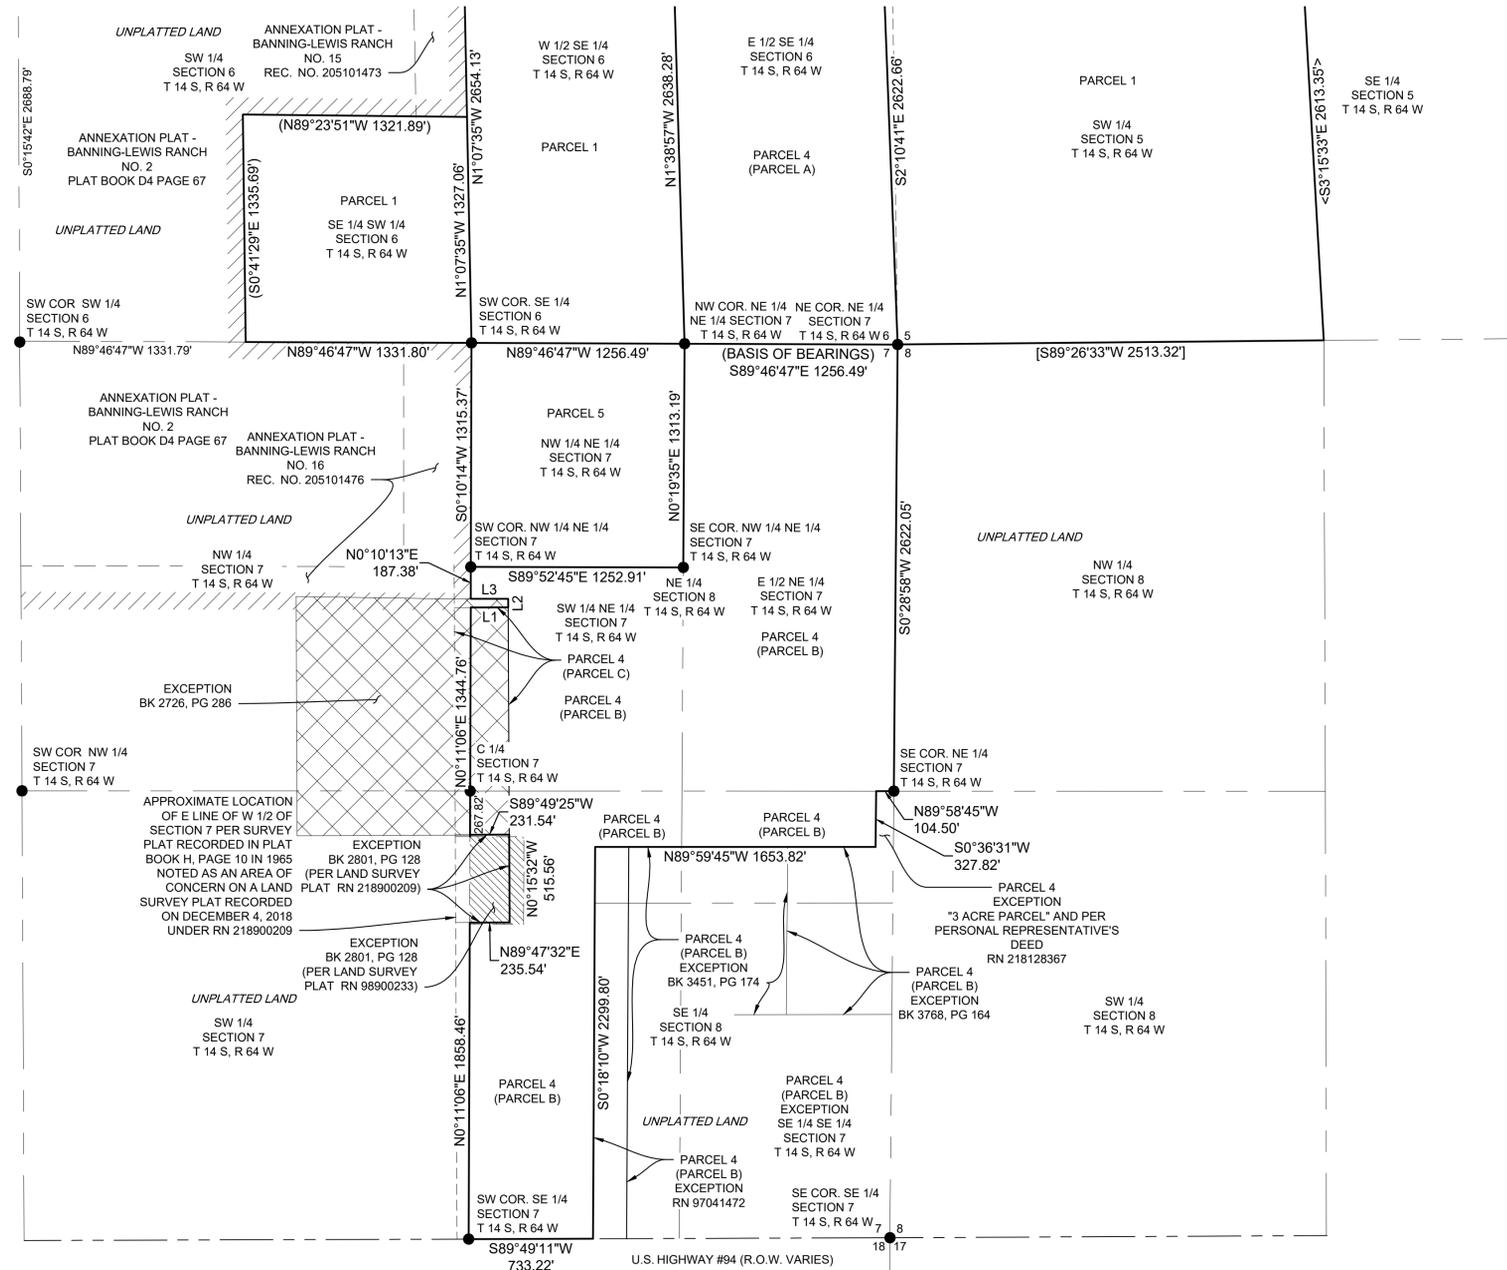 UNPLATTED LAND
SW 1/4
SECTION 6
T 14 S, R 64 W
ANNEXATION PLAT -
BANNING-LEWIS RANCH
NO. 15
REC. NO. 205101473
S0°15'42"E 2688.79'
ANNEXATION PLAT -
BANNING-LEWIS RANCH
NO. 2
PLAT BOOK D4 PAGE 67
UNPLATTED LAND
(N89°23'51"W 1321.89')
(S0°41'29"E 1335.69')
PARCEL 1
SE 1/4 SW 1/4
SECTION 6
T 14 S, R 64 W
N1°07'35"W 1327.06'
N1°07'35"W 2654.13'
W 1/2 SE 1/4
SECTION 6
T 14 S, R 64 W
PARCEL 1
N1°38'57"W 2638.28'
E 1/2 SE 1/4
SECTION 6
T 14 S, R 64 W
PARCEL 4
(PARCEL A)
S2°10'41"E 2622.66'
PARCEL 1
SW 1/4
SECTION 5
T 14 S, R 64 W
<S3°15'33"E 2613.35'>
SE 1/4
SECTION 5
T 14 S, R 64 W
SW COR SW 1/4
SECTION 6
T 14 S, R 64 W
N89°46'47"W 1331.79'
N89°46'47"W 1331.80'
SW COR. SE 1/4
SECTION 6
T 14 S, R 64 W
N89°46'47"W 1256.49'
NW COR. NE 1/4
NE 1/4 SECTION 7
T 14 S, R 64 W
NE COR. NE 1/4
SECTION 7
T 14 S, R 64 W
6 5
7 8
(BASIS OF BEARINGS)
S89°46'47"E 1256.49'
[S89°26'33"W 2513.32']
ANNEXATION PLAT -
BANNING-LEWIS RANCH
NO. 2
PLAT BOOK D4 PAGE 67
ANNEXATION PLAT -
BANNING-LEWIS RANCH
NO. 16
REC. NO. 205101476
UNPLATTED LAND
NW 1/4
SECTION 7
T 14 S, R 64 W
S0°10'14"W 1315.37'
PARCEL 5
NW 1/4 NE 1/4
SECTION 7
T 14 S, R 64 W
N0°19'35"E 1313.19'
SW COR. NW 1/4 NE 1/4
SECTION 7
T 14 S, R 64 W
SE COR. NW 1/4 NE 1/4
SECTION 7
T 14 S, R 64 W
N0°10'13"E
187.38'
S89°52'45"E 1252.91'
L3
L2
L1
SW 1/4 NE 1/4
SECTION 7
T 14 S, R 64 W
NE 1/4
SECTION 8
T 14 S, R 64 W
E 1/2 NE 1/4
SECTION 7
T 14 S, R 64 W
PARCEL 4
(PARCEL B)
S0°28'58"W 2622.05'
UNPLATTED LAND
NW 1/4
SECTION 8
T 14 S, R 64 W
PARCEL 4
(PARCEL C)
PARCEL 4
(PARCEL B)
EXCEPTION
BK 2726, PG 286
N0°11'06"E 1344.76'
SW COR NW 1/4
SECTION 7
T 14 S, R 64 W
C 1/4
SECTION 7
T 14 S, R 64 W
SE COR. NE 1/4
SECTION 7
T 14 S, R 64 W
APPROXIMATE LOCATION
OF E LINE OF W 1/2 OF
SECTION 7 PER SURVEY
PLAT RECORDED IN PLAT
BOOK H, PAGE 10 IN 1965
NOTED AS AN AREA OF
CONCERN ON A LAND
SURVEY PLAT RECORDED
ON DECEMBER 4, 2018
UNDER RN 218900209
267.82'
S89°49'25"W
231.54'
EXCEPTION
BK 2801, PG 128
(PER LAND SURVEY
PLAT RN 218900209)
N0°15'32"W
515.56'
PARCEL 4
(PARCEL B)
PARCEL 4
(PARCEL B)
N89°58'45"W
104.50'
S0°36'31"W
327.82'
N89°59'45"W 1653.82'
PARCEL 4
EXCEPTION
"3 ACRE PARCEL" AND PER
PERSONAL REPRESENTATIVE'S
DEED
RN 218128367
EXCEPTION
BK 2801, PG 128
(PER LAND SURVEY
PLAT RN 98900233)
N89°47'32"E
235.54'
PARCEL 4
(PARCEL B)
EXCEPTION
BK 3451, PG 174
PARCEL 4
(PARCEL B)
EXCEPTION
BK 3768, PG 164
UNPLATTED LAND
SW 1/4
SECTION 7
T 14 S, R 64 W
SE 1/4
SECTION 8
T 14 S, R 64 W
SW 1/4
SECTION 8
T 14 S, R 64 W
N0°11'06"E 1858.46'
PARCEL 4
(PARCEL B)
S0°18'10"W 2299.80'
UNPLATTED LAND
PARCEL 4
(PARCEL B)
EXCEPTION
SE 1/4 SE 1/4
SECTION 7
T 14 S, R 64 W
PARCEL 4
(PARCEL B)
EXCEPTION
RN 97041472
SW COR. SE 1/4
SECTION 7
T 14 S, R 64 W
SE COR. SE 1/4
SECTION 7
T 14 S, R 64 W
7 8
18 17
S89°49'11"W
733.22'
U.S. HIGHWAY #94 (R.O.W. VARIES)